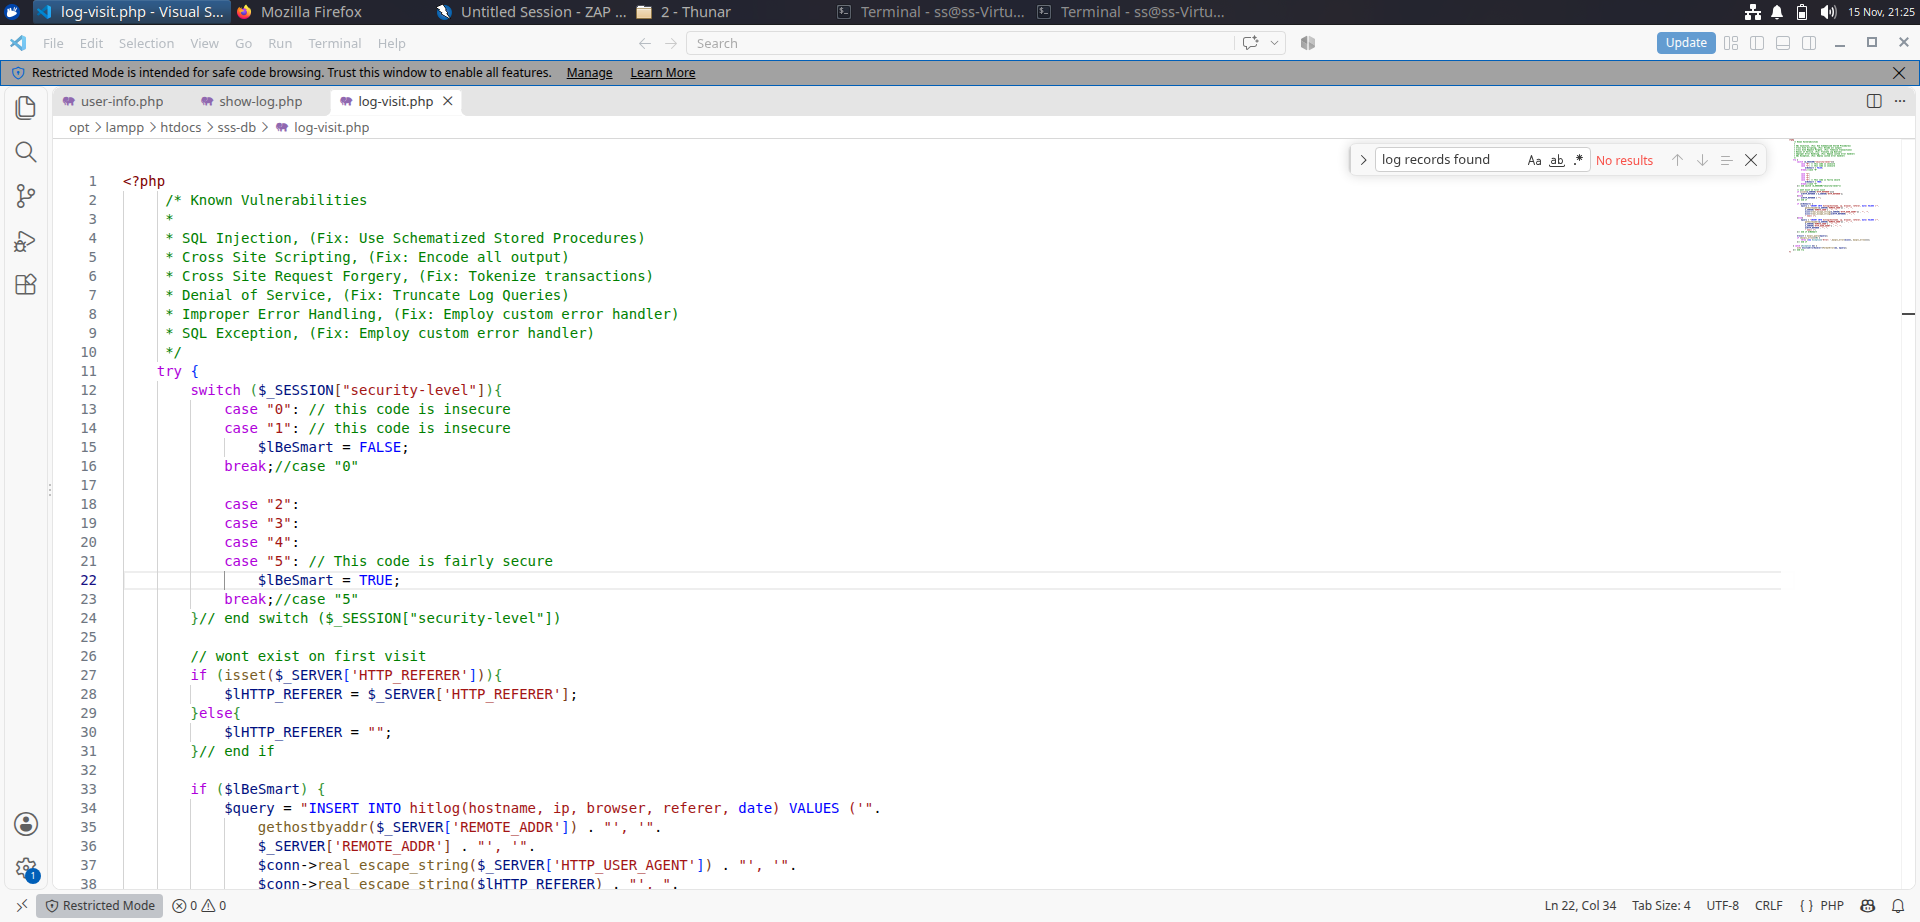 log-visit.php - Visual S...
Mozilla Firefox
Untitled Session - ZAP ...
2 - Thunar
Terminal - ss@ss-Virtu...
Terminal - ss@ss-Virtu...
15 Nov, 21:25
File Edit Selection View Go Run Terminal Help
Search
Update
Restricted Mode is intended for safe code browsing. Trust this window to enable all features. Manage Learn More
user-info.php show-log.php log-visit.php
opt > lampp > htdocs > sss-db > log-visit.php
log records found Aa ab .* No results
1 <?php
2 /* Known Vulnerabilities
3 *
4 * SQL Injection, (Fix: Use Schematized Stored Procedures)
5 * Cross Site Scripting, (Fix: Encode all output)
6 * Cross Site Request Forgery, (Fix: Tokenize transactions)
7 * Denial of Service, (Fix: Truncate Log Queries)
8 * Improper Error Handling, (Fix: Employ custom error handler)
9 * SQL Exception, (Fix: Employ custom error handler)
10 */
11 try {
12 switch ($_SESSION["security-level"]){
13 case "0": // this code is insecure
14 case "1": // this code is insecure
15 $lBeSmart = FALSE;
16 break;//case "0"
17
18 case "2":
19 case "3":
20 case "4":
21 case "5": // This code is fairly secure
22 $lBeSmart = TRUE;
23 break;//case "5"
24 }// end switch ($_SESSION["security-level"])
25
26 // wont exist on first visit
27 if (isset($_SERVER['HTTP_REFERER'])){
28 $lHTTP_REFERER = $_SERVER['HTTP_REFERER'];
29 }else{
30 $lHTTP_REFERER = "";
31 }// end if
32
33 if ($lBeSmart) {
34 $query = "INSERT INTO hitlog(hostname, ip, browser, referer, date) VALUES ('".
35 gethostbyaddr($_SERVER['REMOTE_ADDR']) . "', '".
36 $_SERVER['REMOTE_ADDR'] . "', '".
37 $conn->real_escape_string($_SERVER['HTTP_USER_AGENT']) . "', '".
38 $conn->real_escape_string($lHTTP_REFERER) . "', ".
1
Restricted Mode 0 0 Ln 22, Col 34 Tab Size: 4 UTF-8 CRLF { } PHP